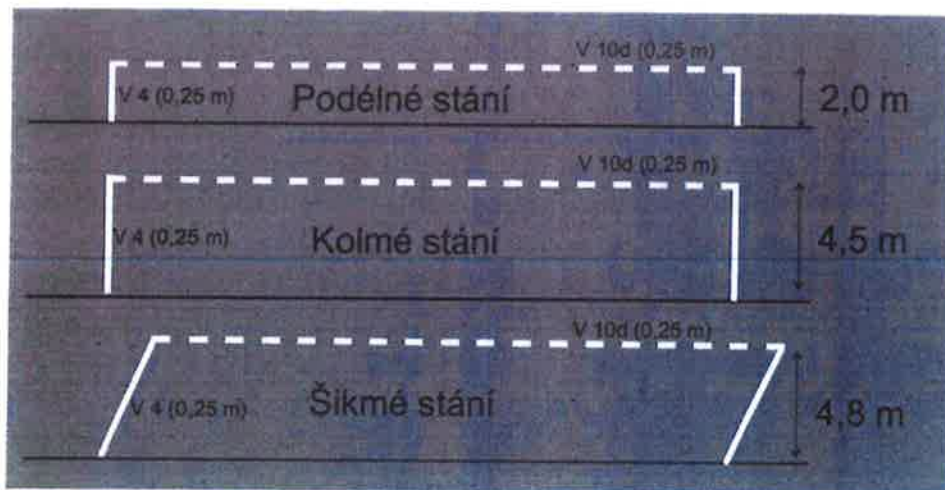 V 10d (0,25 m)
V 4 (0,25 m) Podélné stání 2,0 m
V 10d (0,25 m)
V 4 (0,25 m) Kolmé stání 4,5 m
V 10d (0,25 m)
V 4 (0,25 m) Šikmé stání 4,8 m